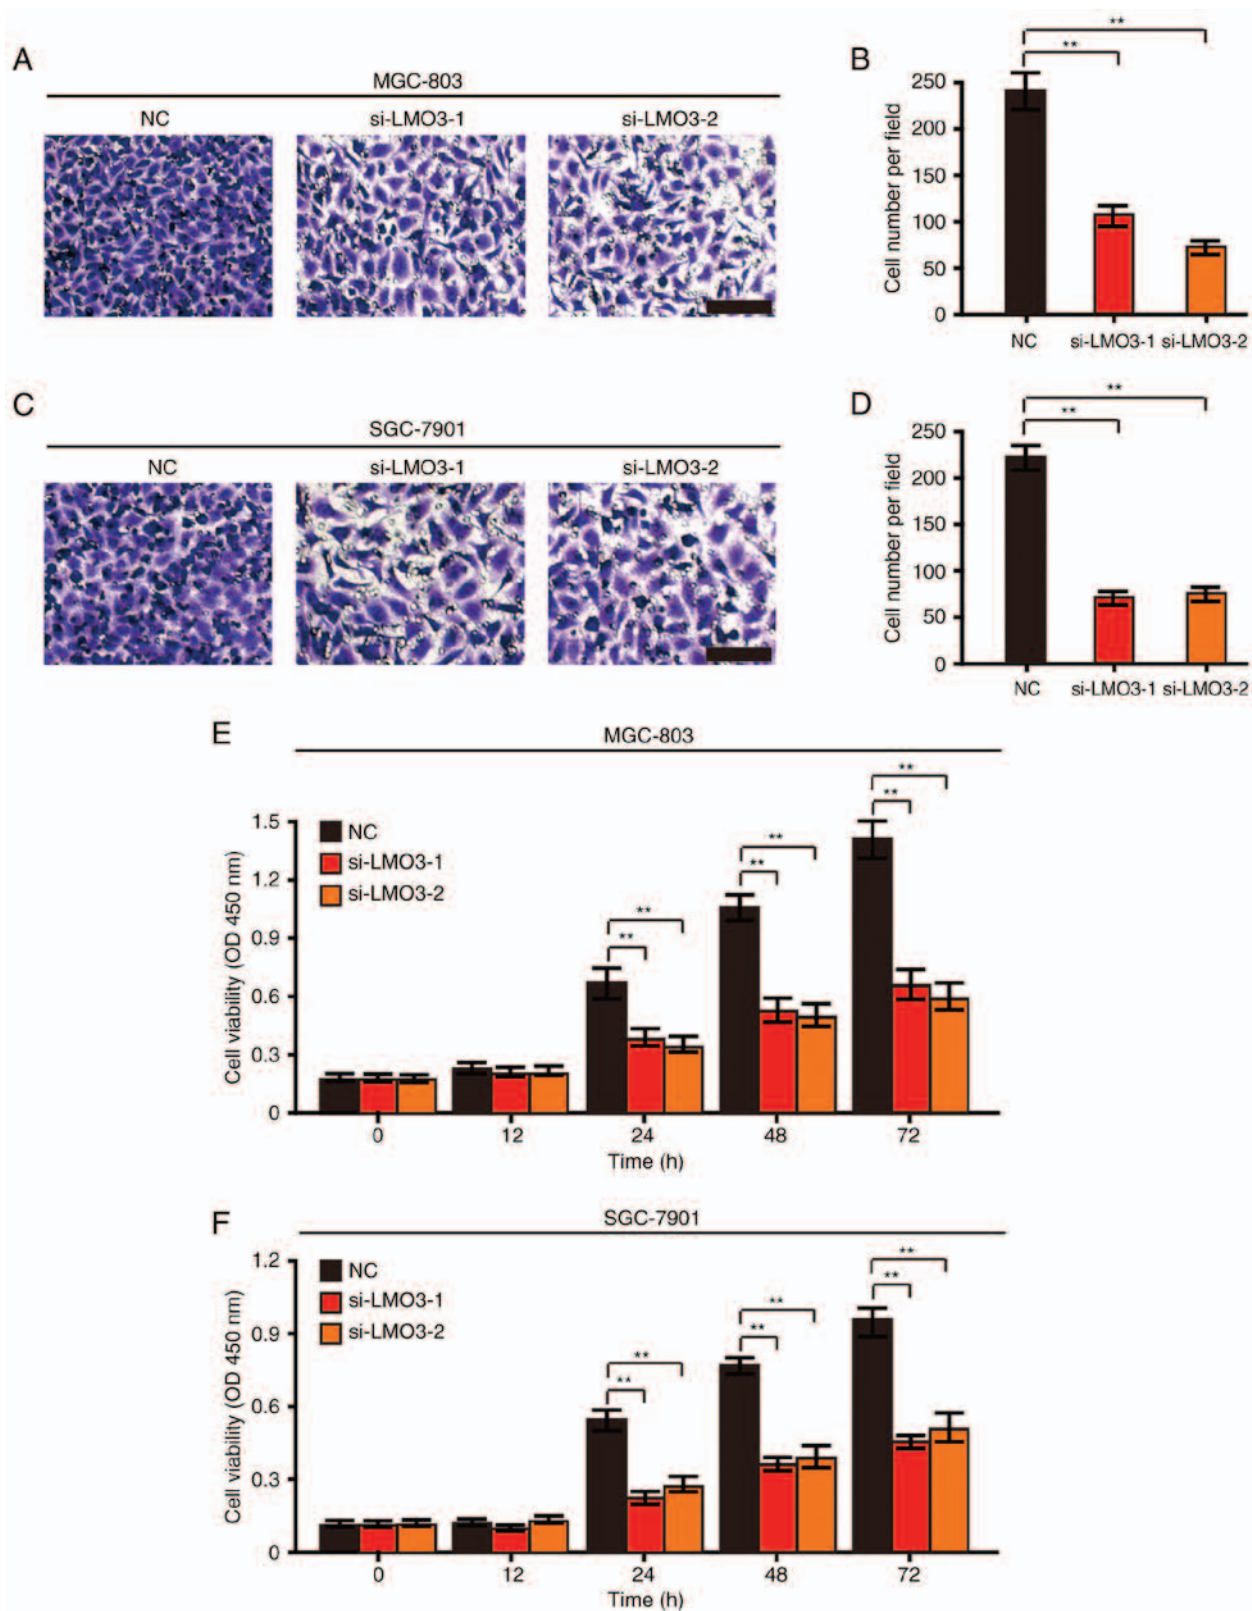 A
MGC-803
NC si-LMO3-1 si-LMO3-2
B
** **
Cell number per field
250
200
150
100
50
0
NC si-LMO3-1 si-LMO3-2
C
SGC-7901
NC si-LMO3-1 si-LMO3-2
D
** **
Cell number per field
250
200
150
100
50
0
NC si-LMO3-1 si-LMO3-2
E
MGC-803
NC
si-LMO3-1
si-LMO3-2
Cell viability (OD 450 nm)
1.5
1.2
0.9
0.6
0.3
0
** ** ** ** ** **
0 12 24 48 72
Time (h)
F
SGC-7901
NC
si-LMO3-1
si-LMO3-2
Cell viability (OD 450 nm)
1.2
0.9
0.6
0.3
0
** ** ** ** ** **
0 12 24 48 72
Time (h)